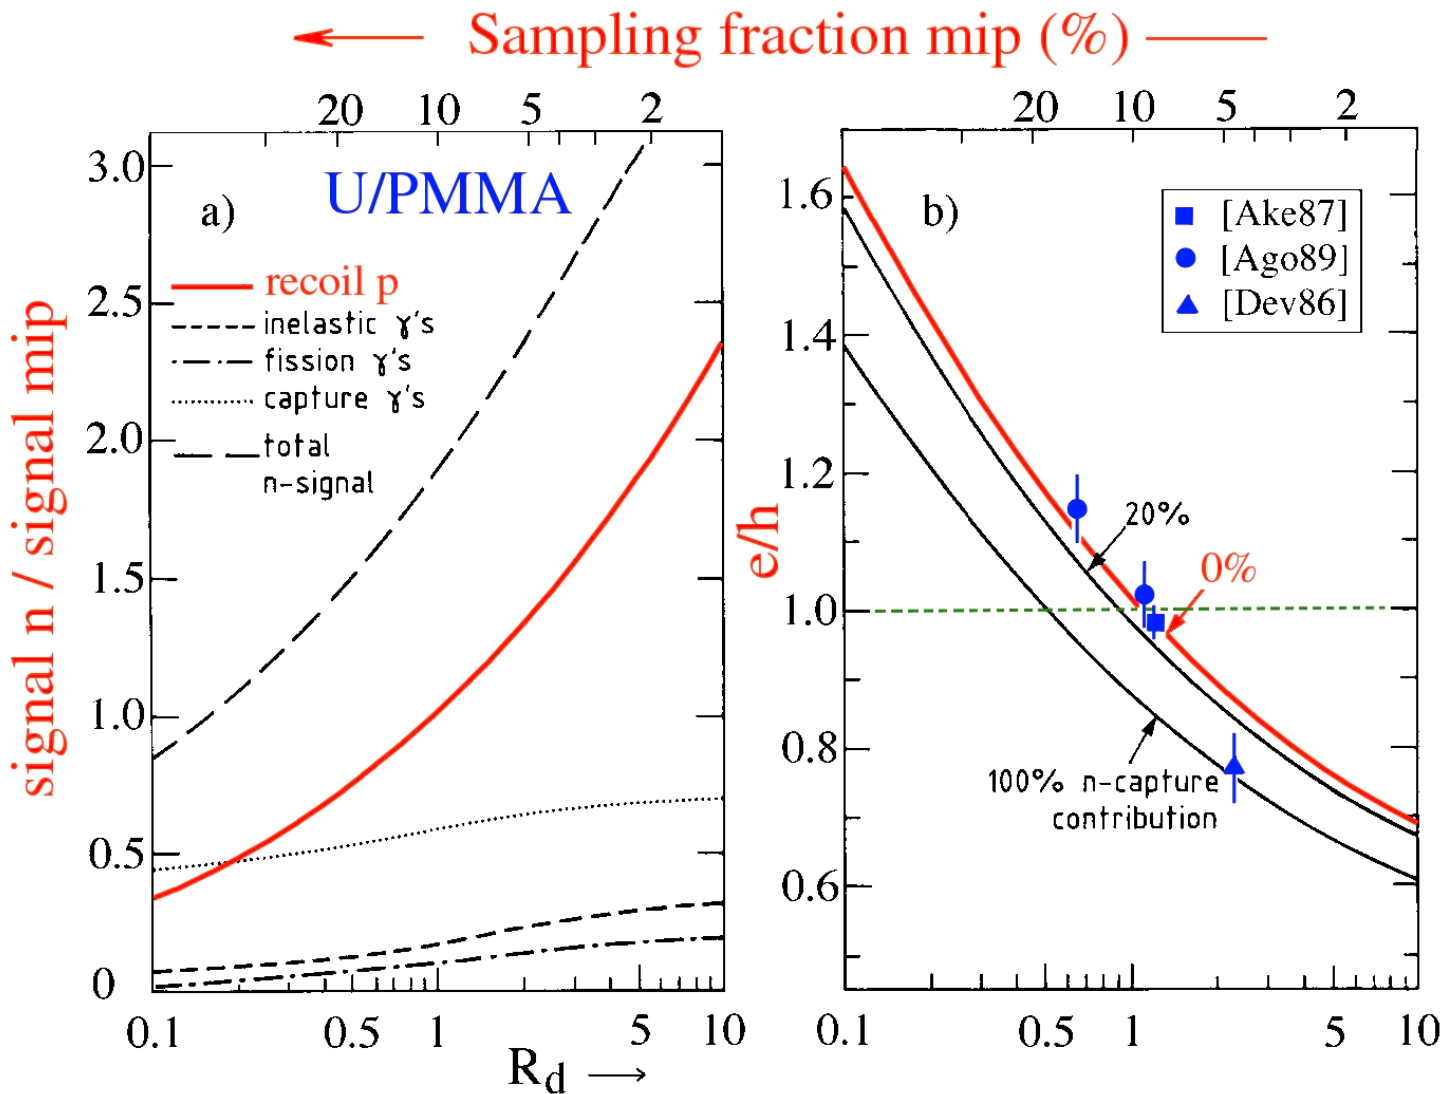 Sampling fraction mip (%)
20 10 5 2
20 10 5 2
signal n / signal mip
3.0
2.5
2.0
1.5
1.0
0.5
0
a)
U/PMMA
recoil p
inelastic γ's
fission γ's
capture γ's
total
n-signal
0.1 0.5 1 5 10
R_d →
e/h
1.6
1.4
1.2
1.0
0.8
0.6
b)
[Ake87]
[Ago89]
[Dev86]
20%
0%
100% n-capture
contribution
0.1 0.5 1 5 10